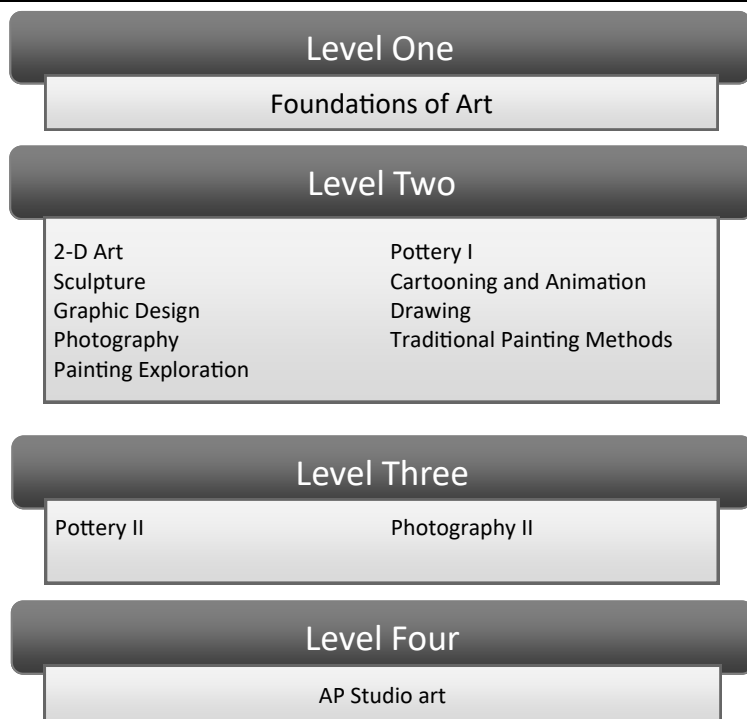 Level One
Foundations of Art
Level Two
2-D Art
Sculpture
Graphic Design
Photography
Painting Exploration
Pottery I
Cartooning and Animation
Drawing
Traditional Painting Methods
Level Three
Pottery II
Photography II
Level Four
AP Studio art